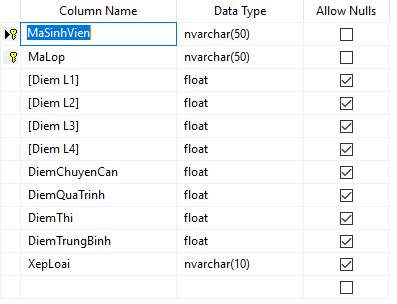 Column Name Data Type Allow Nulls
MaSinhVien nvarchar(50)
MaLop nvarchar(50)
[Diem L1] float
[Diem L2] float
[Diem L3] float
[Diem L4] float
DiemChuyenCan float
DiemQuaTrinh float
DiemThi float
DiemTrungBinh float
XepLoai nvarchar(10)